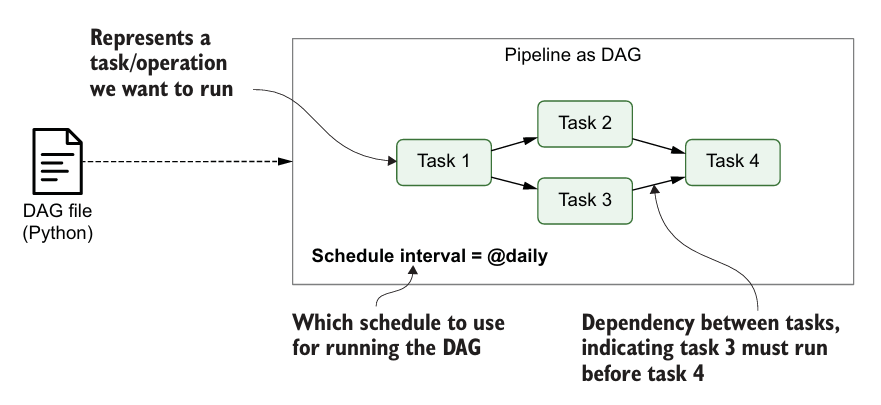 Represents a
task/operation
we want to run
Pipeline as DAG
Task 1
Task 2
Task 3
Task 4
DAG file
(Python)
Schedule interval = @daily
Which schedule to use
for running the DAG
Dependency between tasks,
indicating task 3 must run
before task 4